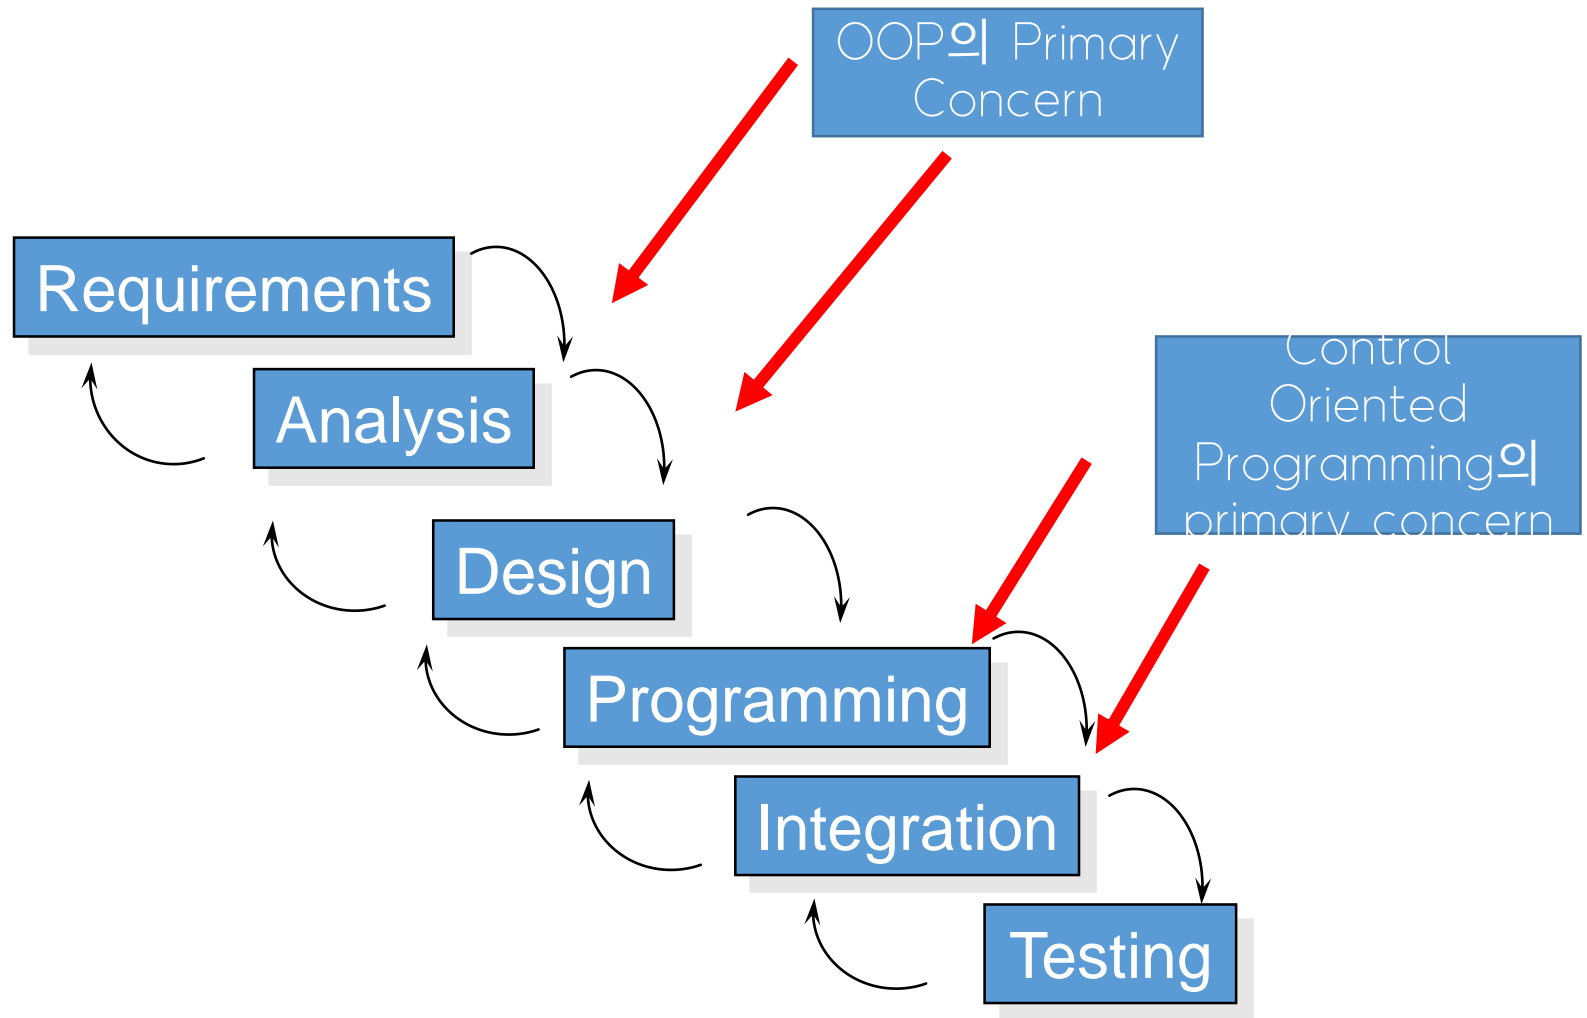 OOP의 Primary
Concern
Requirements
Control
Oriented
Programming의
primary concern
Analysis
Design
Programming
Integration
Testing